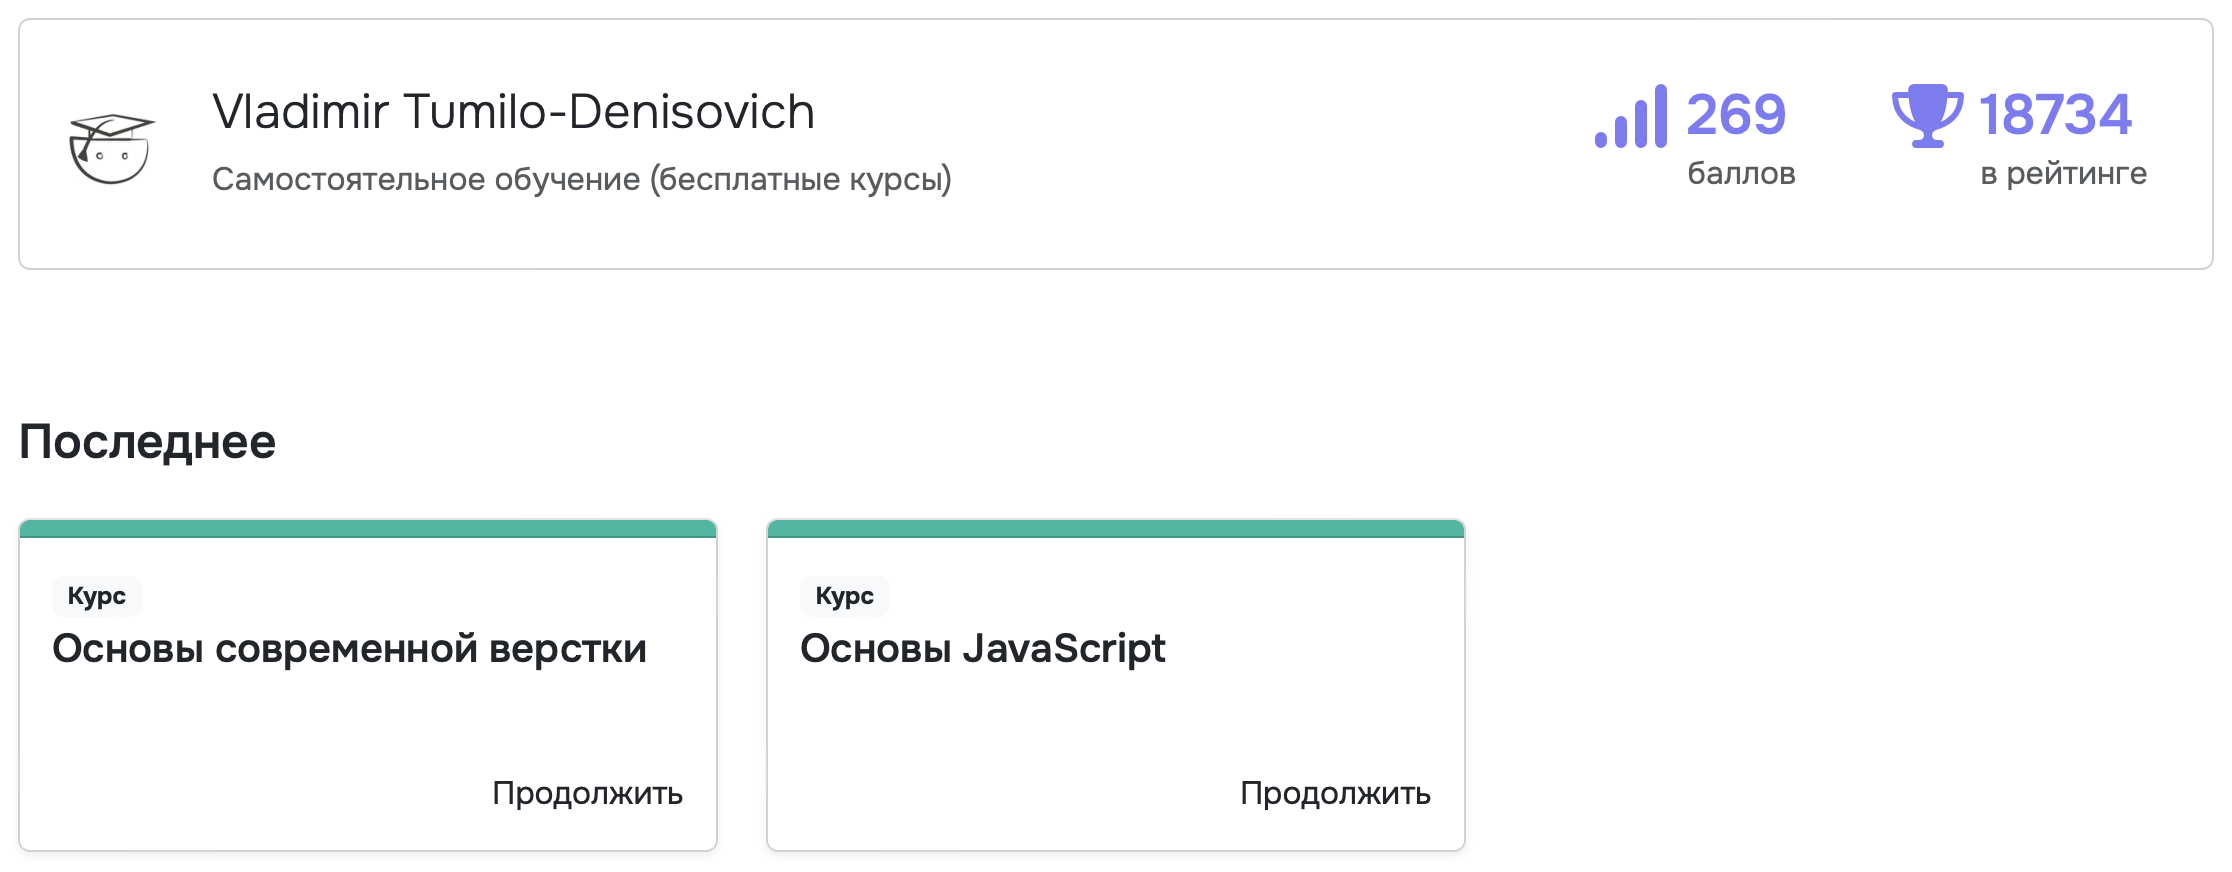 Vladimir Tumilo-Denisovich
Самостоятельное обучение (бесплатные курсы)
269
баллов
18734
в рейтинге
Последнее
Курс
Основы современной верстки
Продолжить
Курс
Основы JavaScript
Продолжить